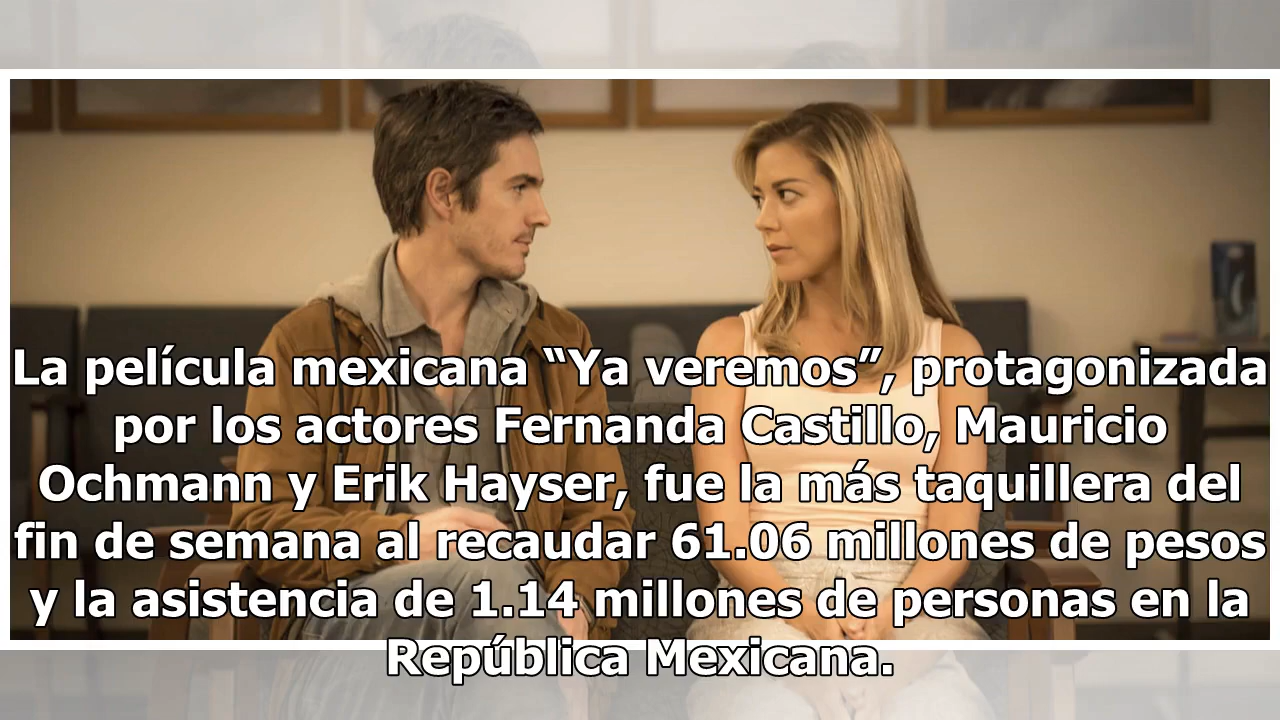 La película mexicana “Ya veremos”, protagonizada
por los actores Fernanda Castillo, Mauricio
Ochmann y Erik Hayser, fue la más taquillera del
fin de semana al recaudar 61.06 millones de pesos
y la asistencia de 1.14 millones de personas en la
República Mexicana.